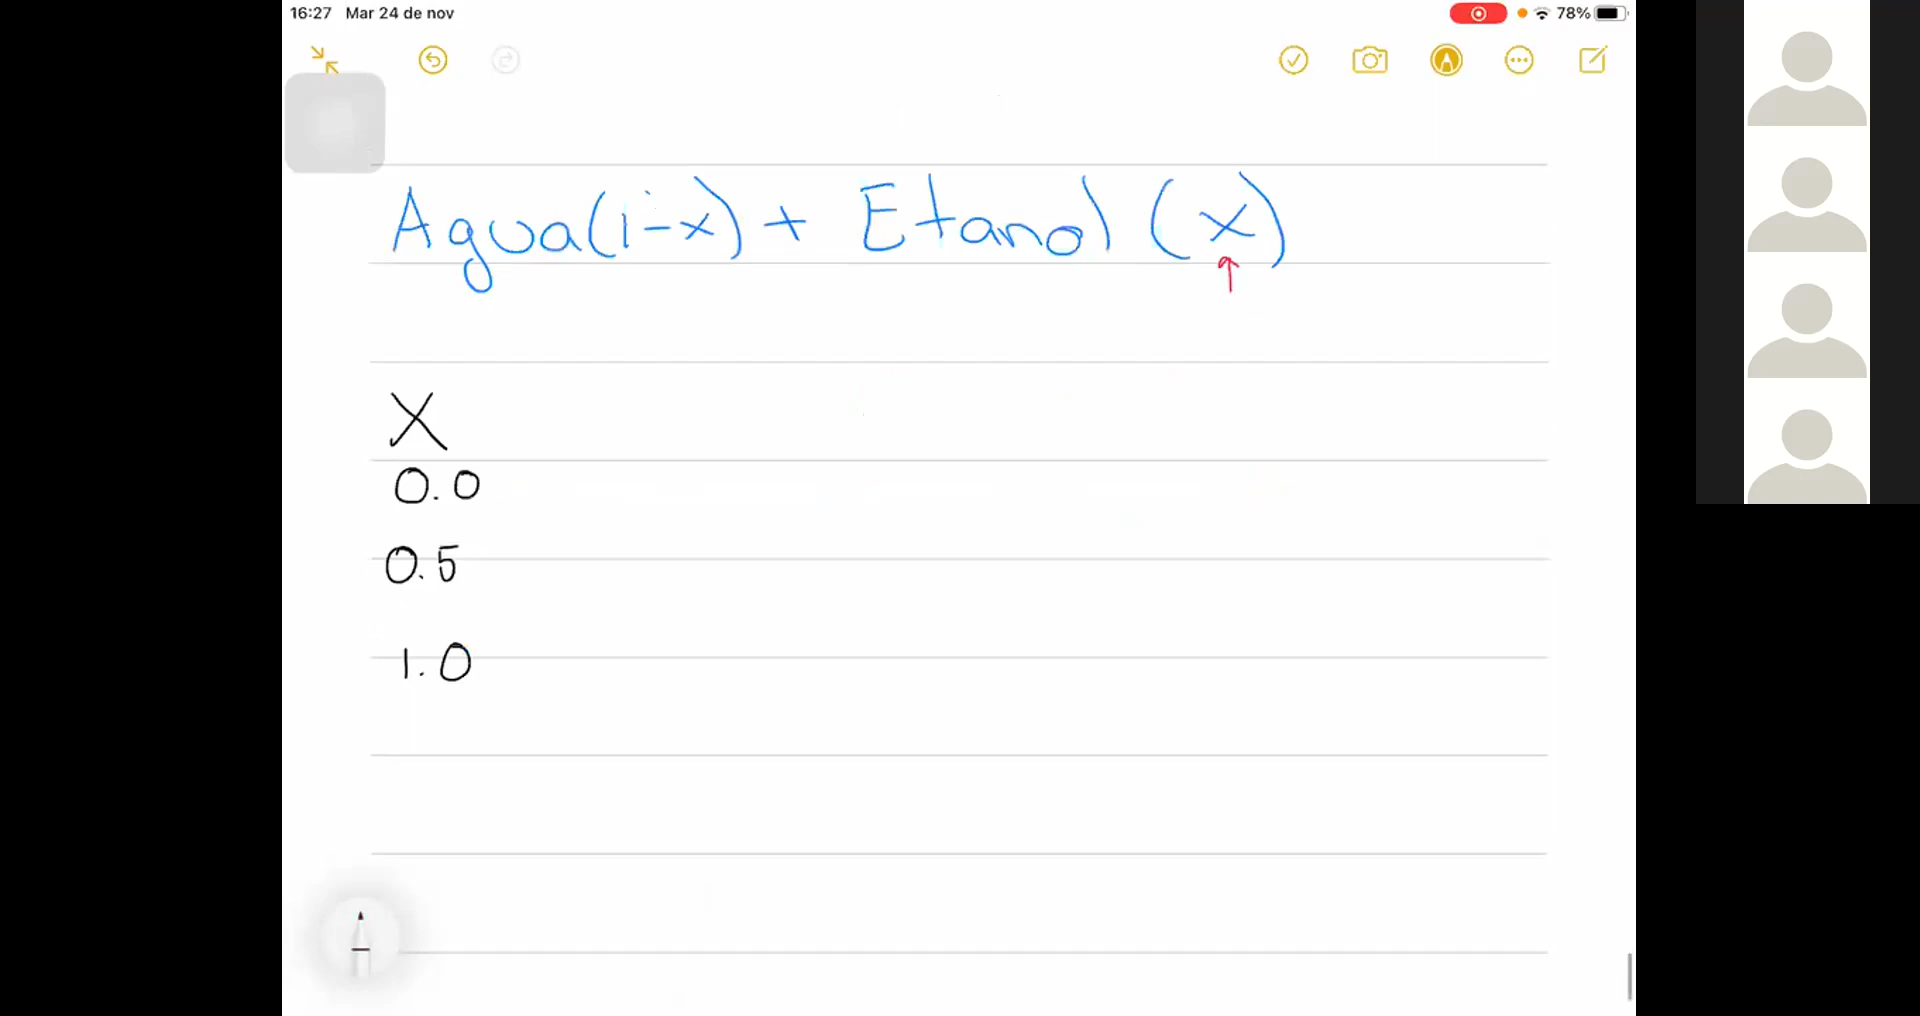 16:27 Mar 24 de nov 78%
Agua(1-x) + Etanol (x)
X
0.0
0.5
1.0